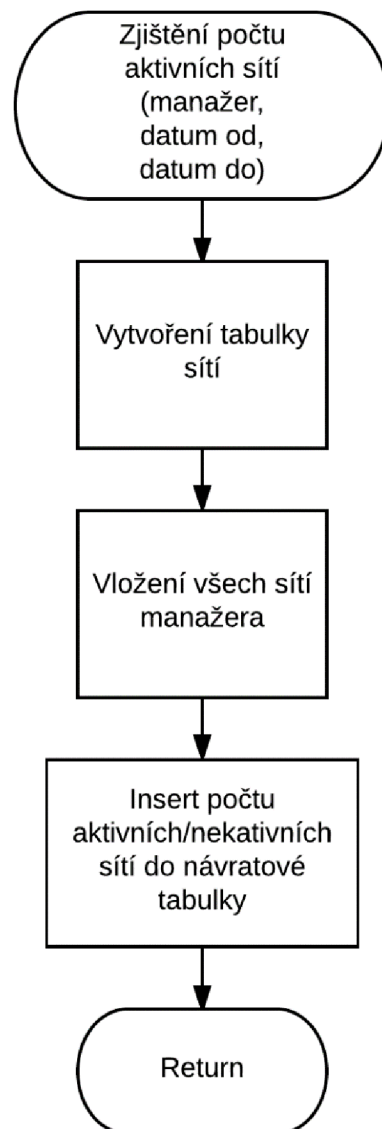 Zjištění počtu
aktivních sítí
(manažer,
datum od,
datum do)
Vytvoření tabulky
sítí
Vložení všech sítí
manažera
Insert počtu
aktivních/nekativních
sítí do návratové
tabulky
Return